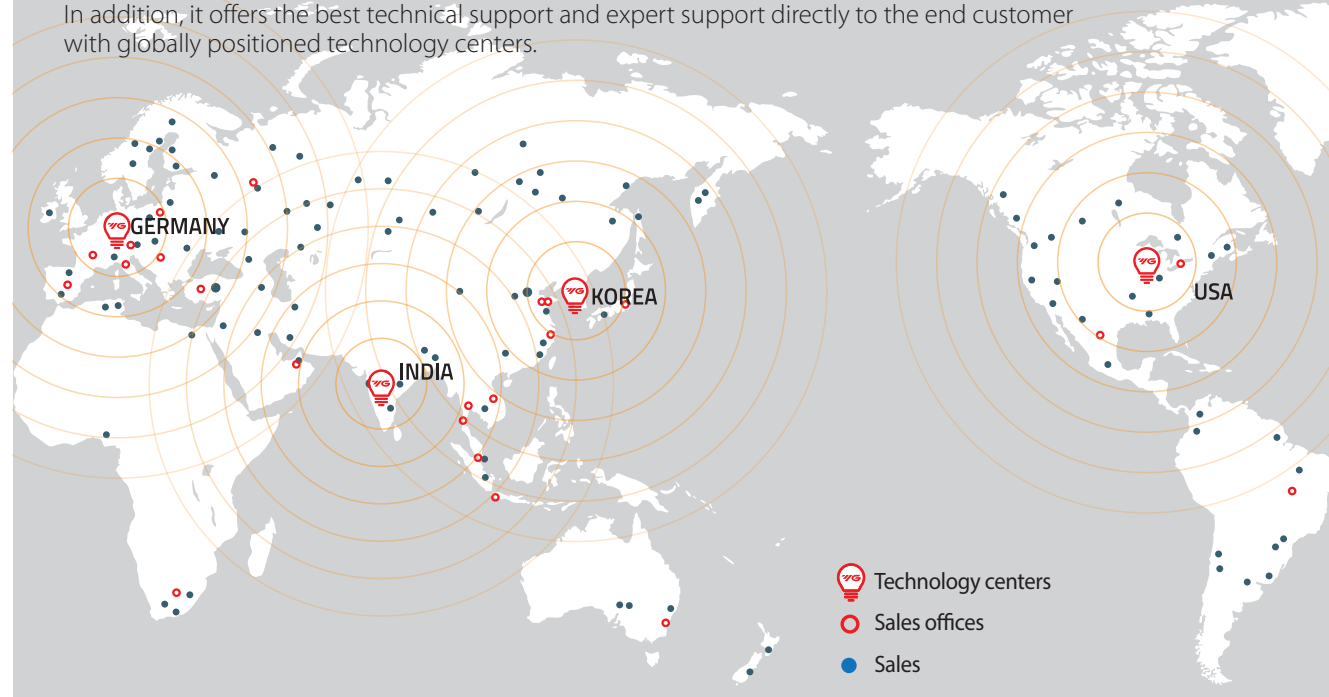 In addition, it offers the best technical support and expert support directly to the end customer
with globally positioned technology centers.
GERMANY
KOREA
USA
INDIA
YG
Technology centers
Sales offices
Sales